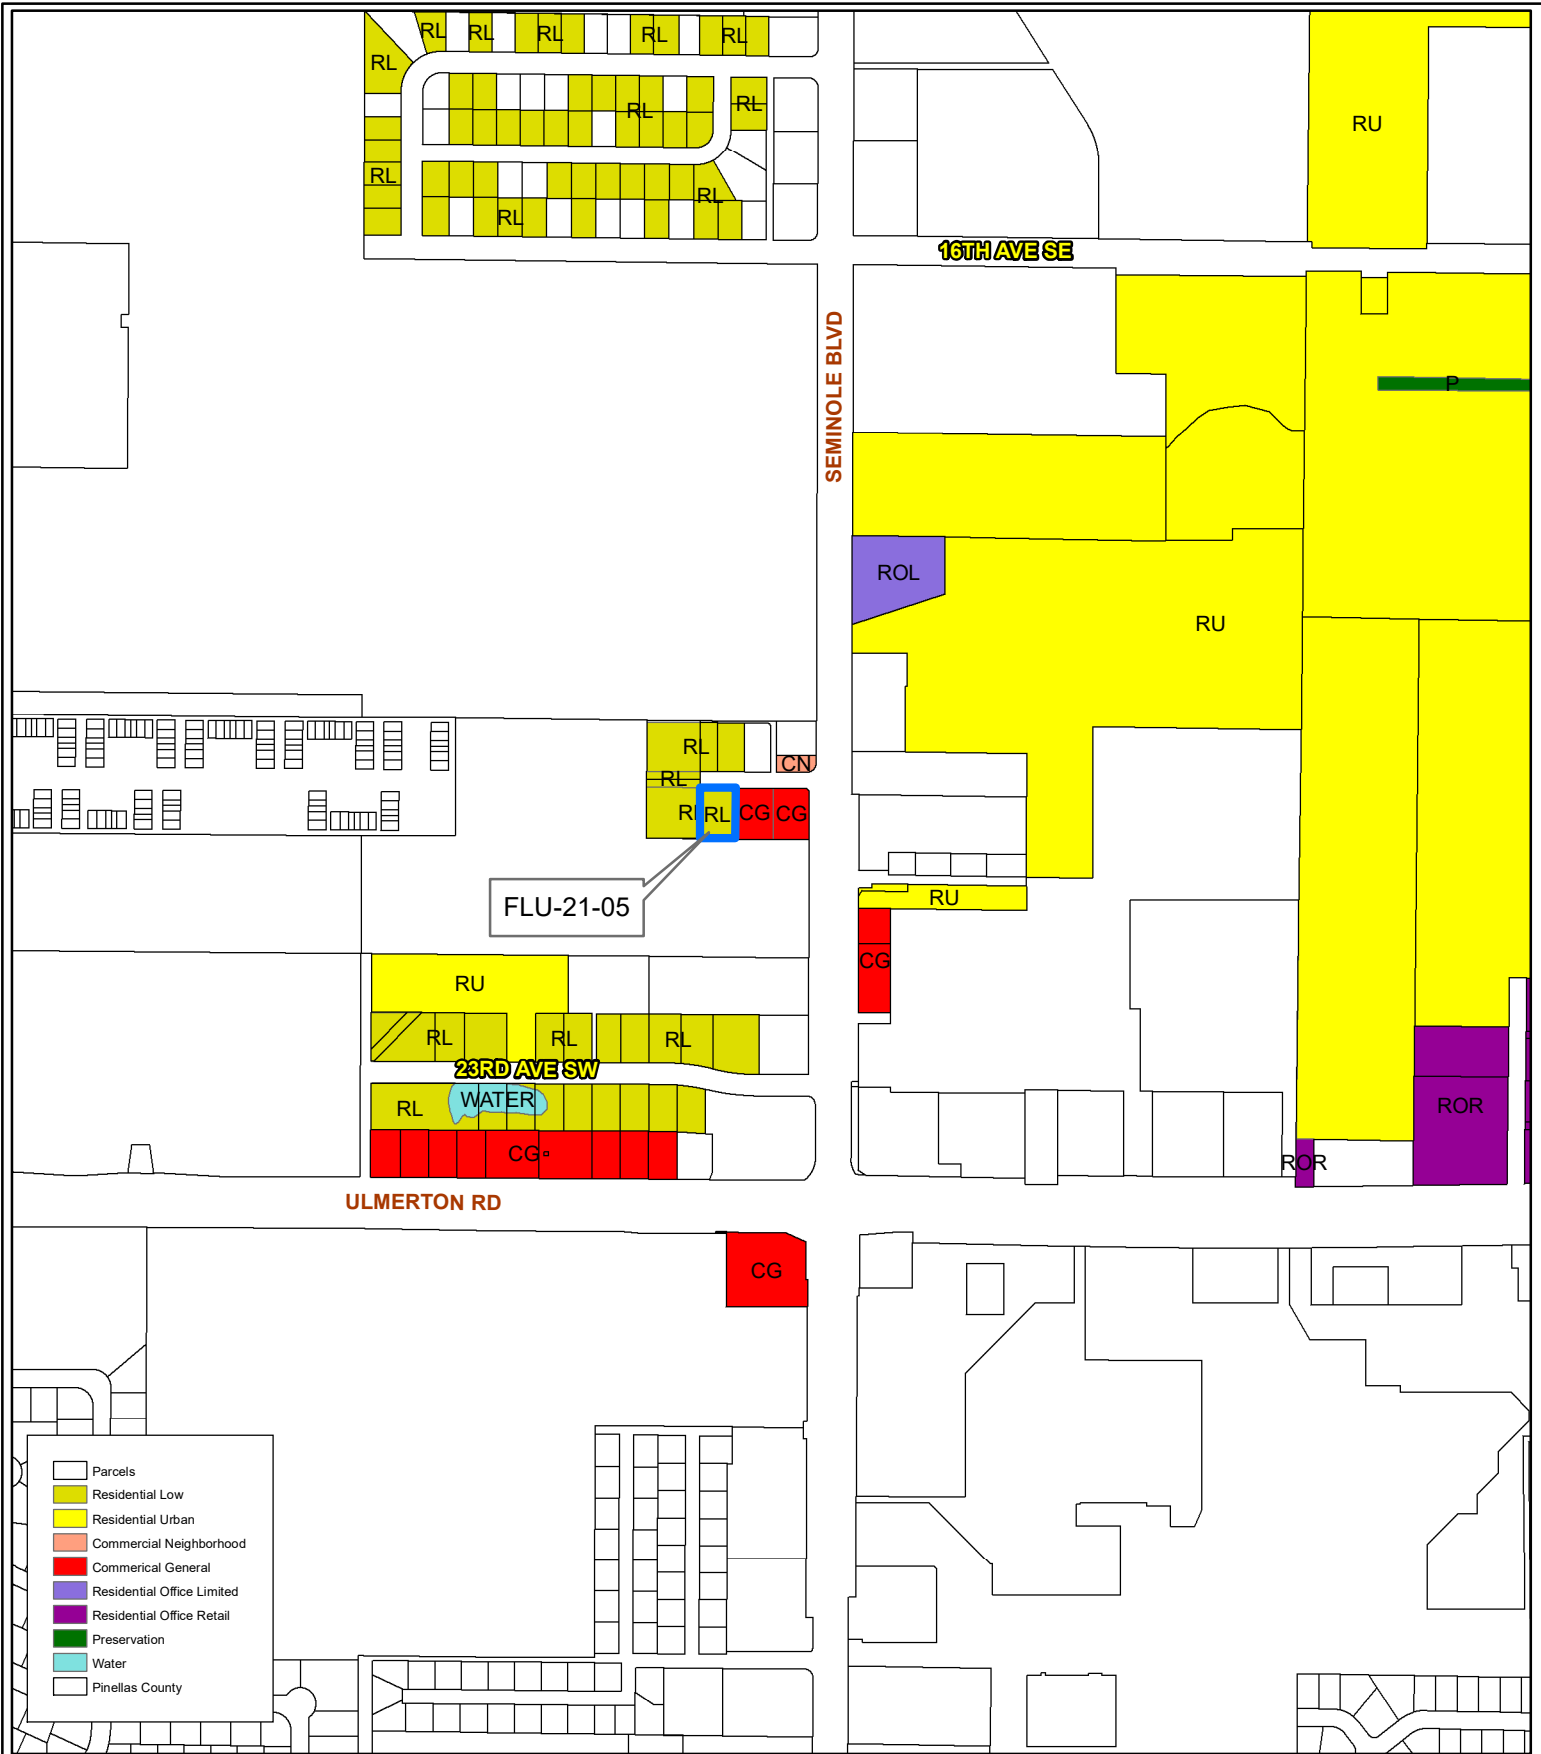 RL RL RL RL RL
RL
RL RL
RU
RL RL
RL
16TH AVE SE
SEMINOLE BLVD
P
ROL
RU
RL
CN
RL
RL RL CG CG
FLU-21-05
RU
CG
RU
RL RL RL
23RD AVE SW
RL WATER
ROR
CG
ROR
ULMERTON RD
CG
Parcels
Residential Low
Residential Urban
Commercial Neighborhood
Commerical General
Residential Office Limited
Residential Office Retail
Preservation
Water
Pinellas County